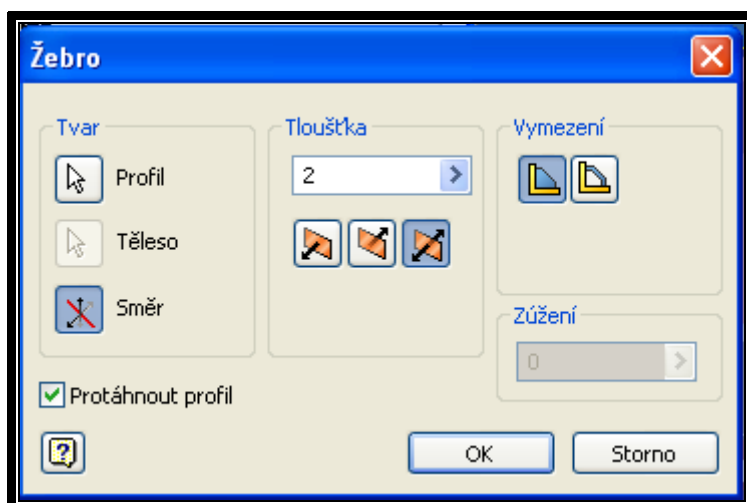 Žebro
Tvar
Profil
Těleso
Směr
Tloušťka
2
Vymezení
Zúžení
0
Protáhnout profil
OK
Storno